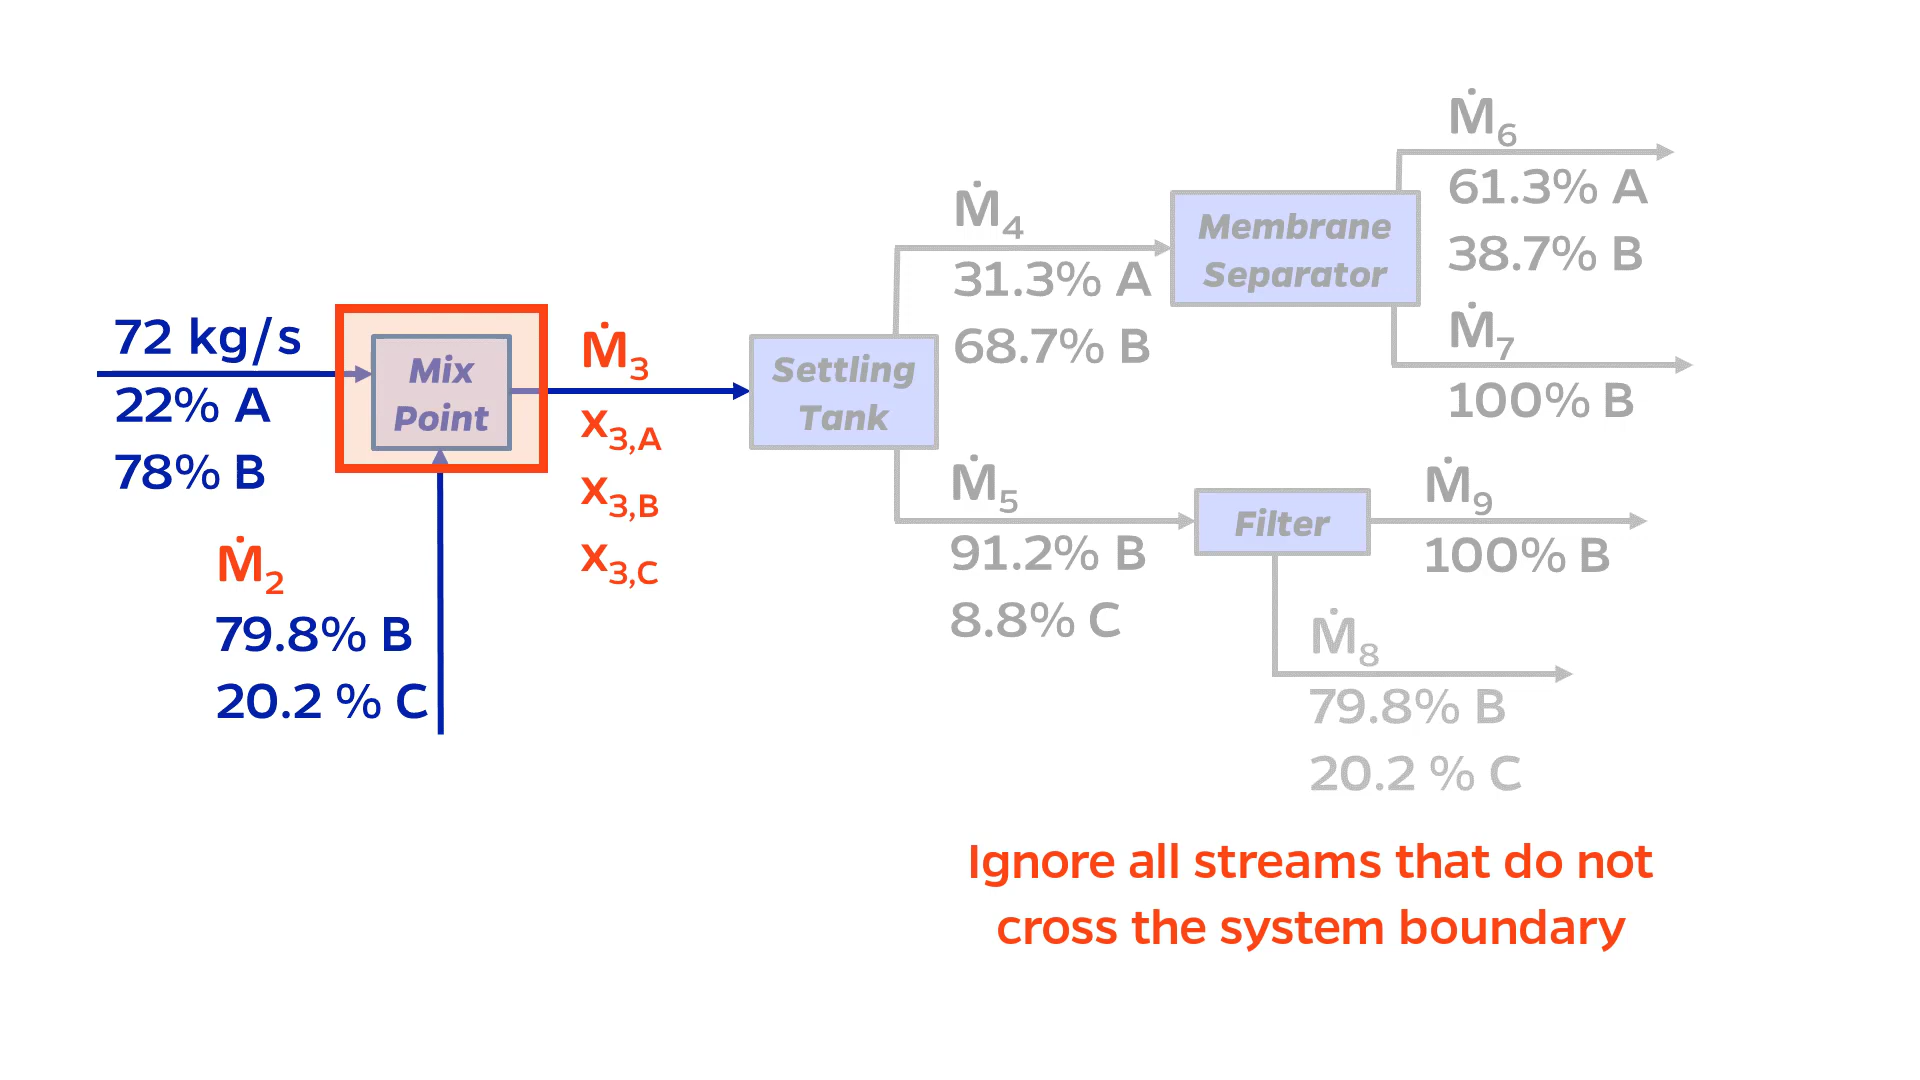 72 kg/s
22% A
78% B
Mix
Point
Ṁ2
79.8% B
20.2 % C
Ṁ3
x3,A
x3,B
x3,C
Settling
Tank
Ṁ4
31.3% A
68.7% B
Ṁ5
91.2% B
8.8% C
Membrane
Separator
Ṁ6
61.3% A
38.7% B
Ṁ7
100% B
Filter
Ṁ9
100% B
Ṁ8
79.8% B
20.2 % C
Ignore all streams that do not
cross the system boundary